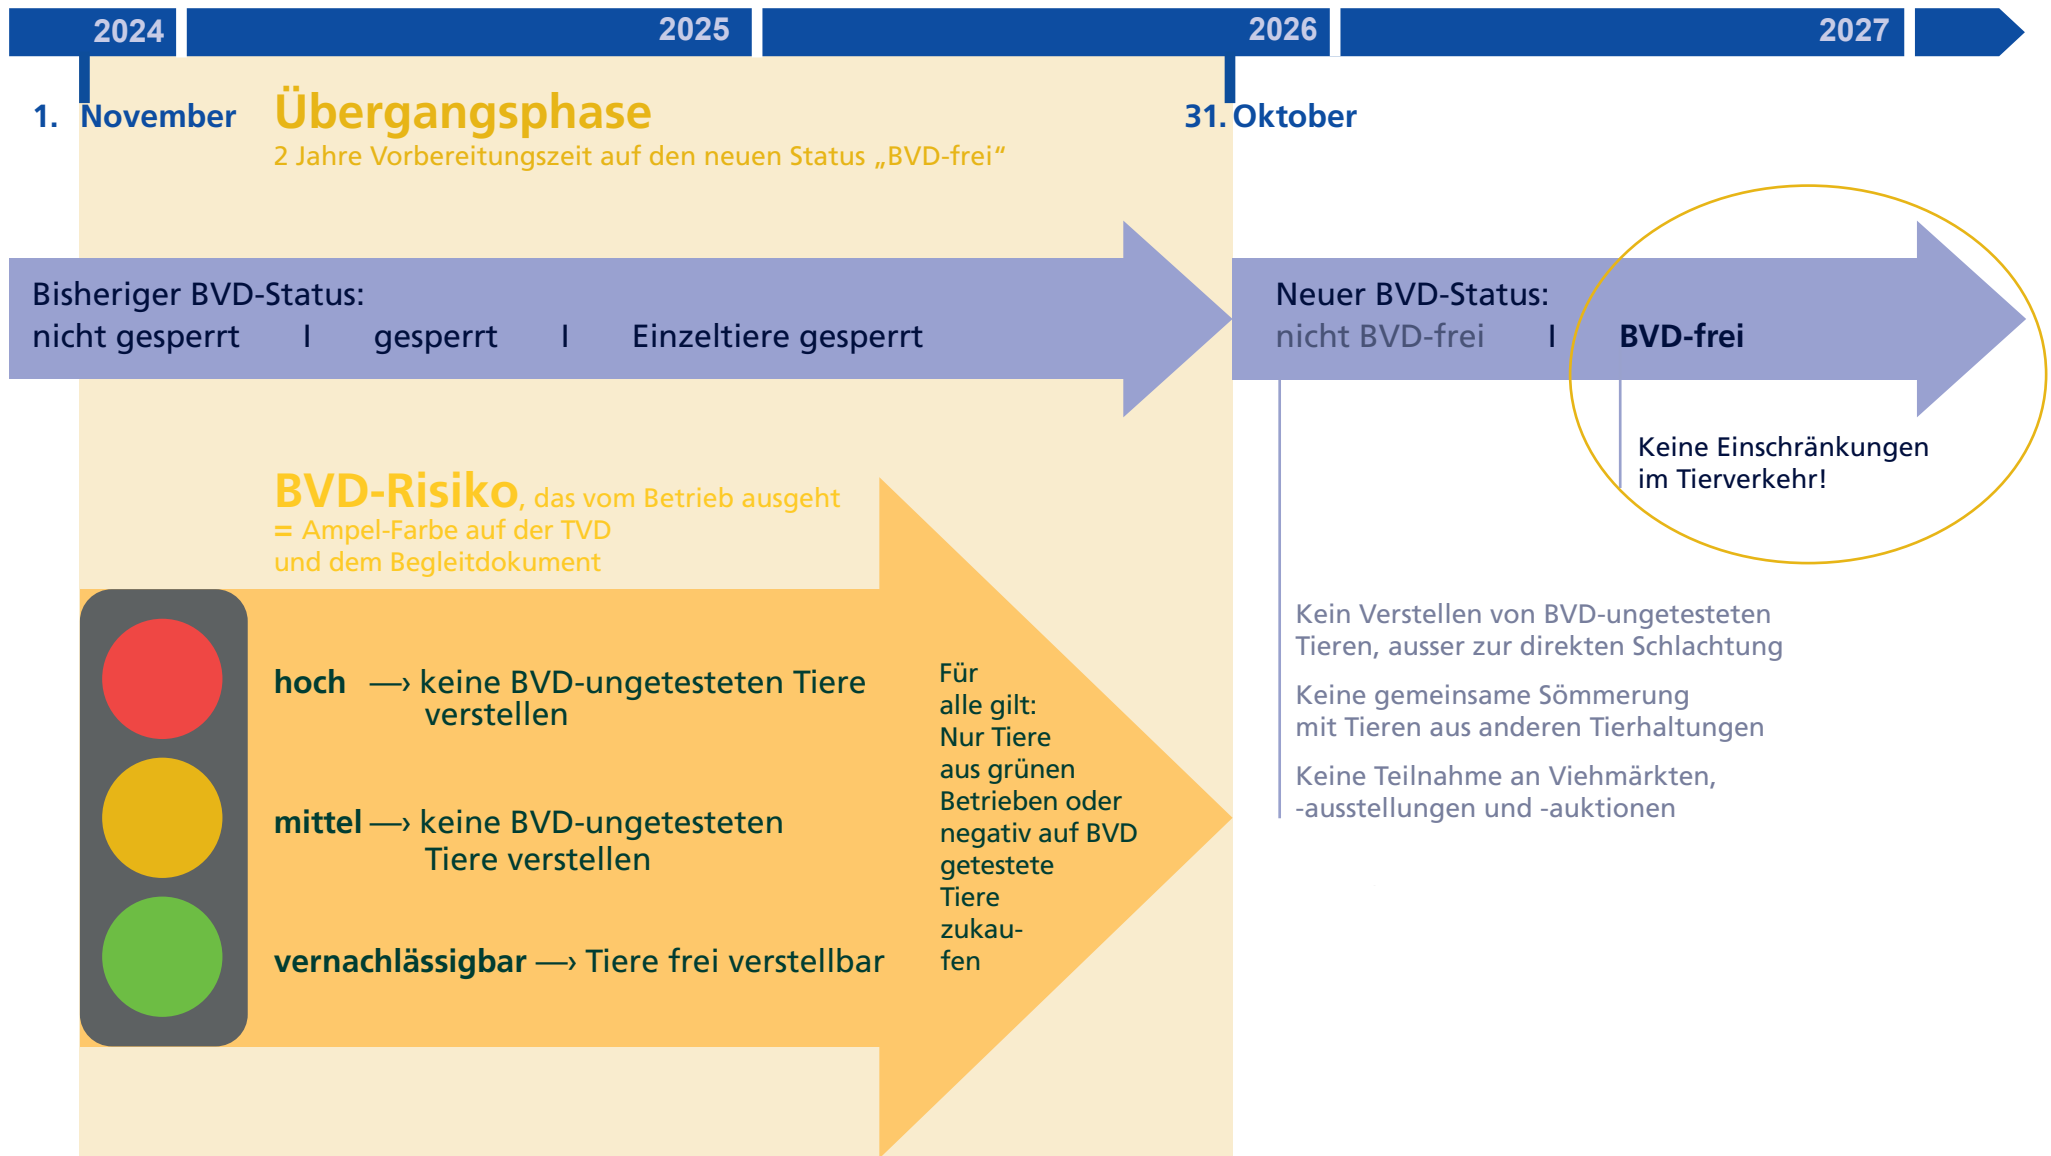 2024
2025
2026
2027
1. November
Übergangsphase
2 Jahre Vorbereitungszeit auf den neuen Status „BVD-frei“
31. Oktober
Bisheriger BVD-Status:
nicht gesperrt I gesperrt I Einzeltiere gesperrt
Neuer BVD-Status:
nicht BVD-frei I BVD-frei
Keine Einschränkungen
im Tierverkehr!
BVD-Risiko, das vom Betrieb ausgeht
= Ampel-Farbe auf der TVD
und dem Begleitdokument
hoch —› keine BVD-ungetesteten Tiere
verstellen
mittel —› keine BVD-ungetesteten
Tiere verstellen
vernachlässigbar —› Tiere frei verstellbar
Für
alle gilt:
Nur Tiere
aus grünen
Betrieben oder
negativ auf BVD
getestete
Tiere
zukau-
fen
Kein Verstellen von BVD-ungetesteten
Tieren, ausser zur direkten Schlachtung
Keine gemeinsame Sömmerung
mit Tieren aus anderen Tierhaltungen
Keine Teilnahme an Viehmärkten,
-ausstellungen und -auktionen